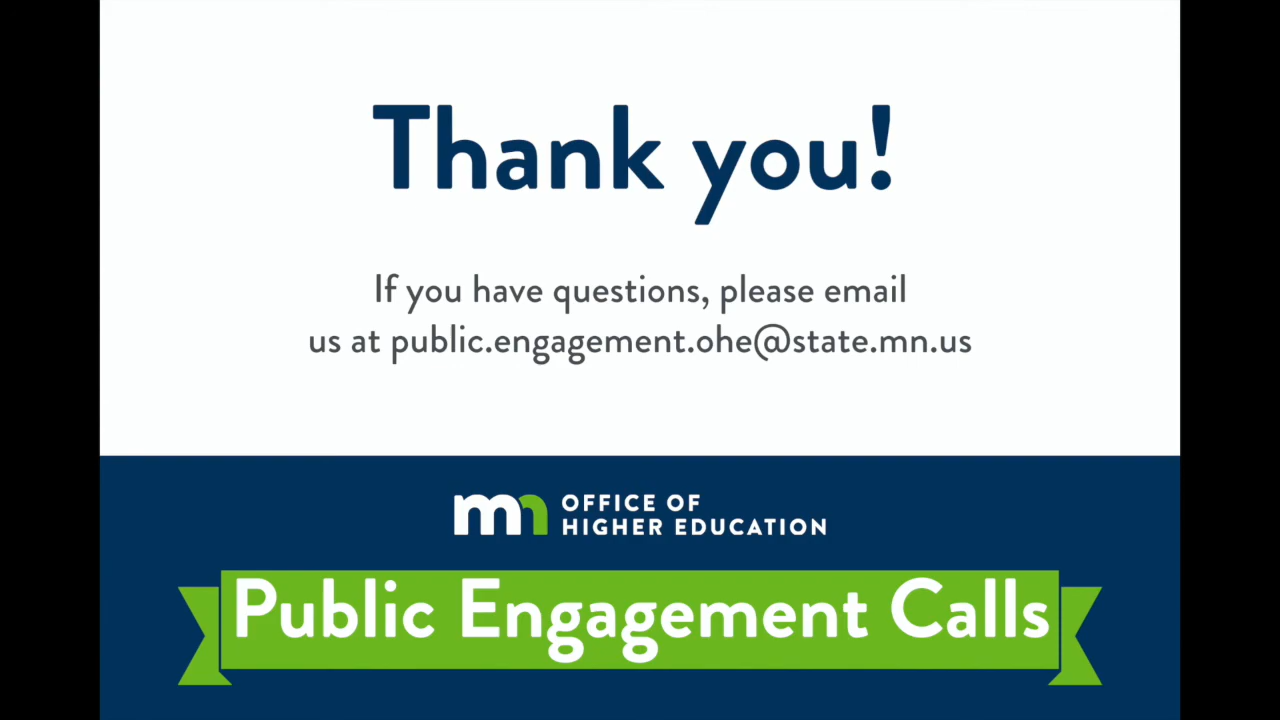 Thank you!
If you have questions, please email
us at public.engagement.ohe@state.mn.us
mn OFFICE OF
HIGHER EDUCATION
Public Engagement Calls